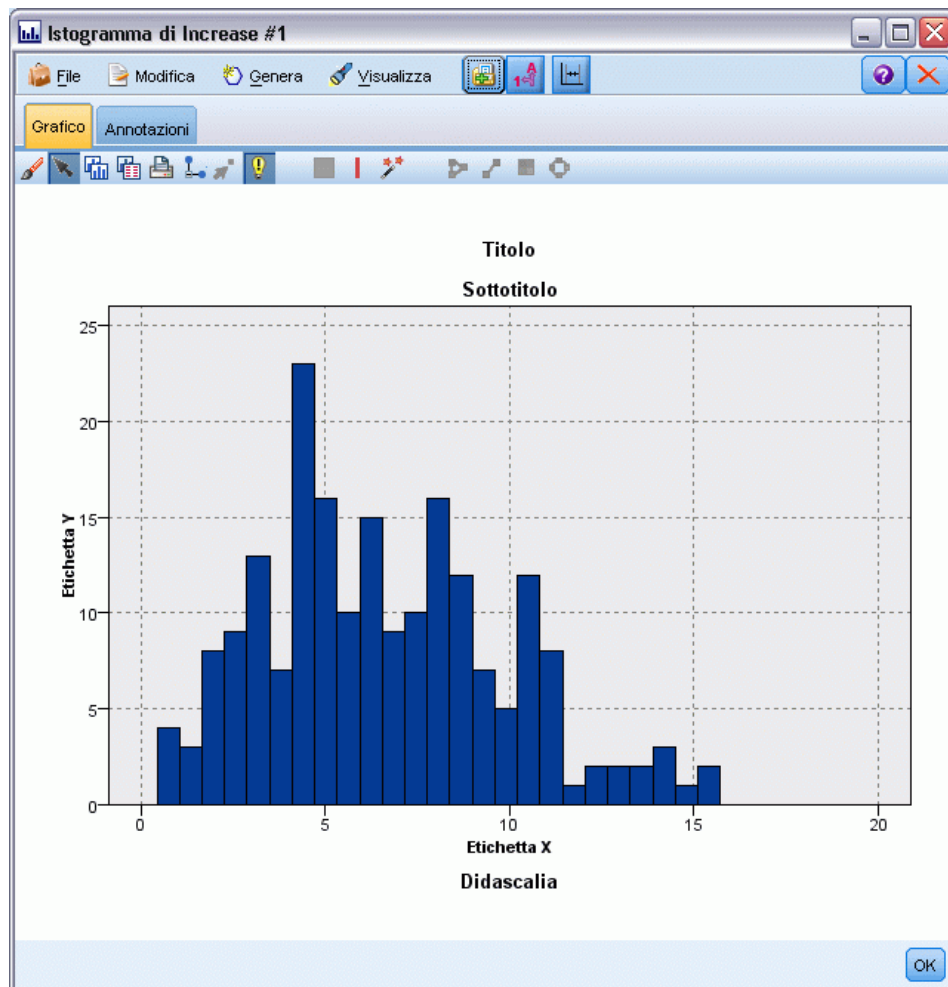 Istogramma di Increase #1
File Modifica Genera Visualizza
Grafico Annotazioni
Titolo
Sottotitolo
25
20
15
10
5
0
Etichetta Y
0 5 10 15 20
Etichetta X
Didascalia
OK